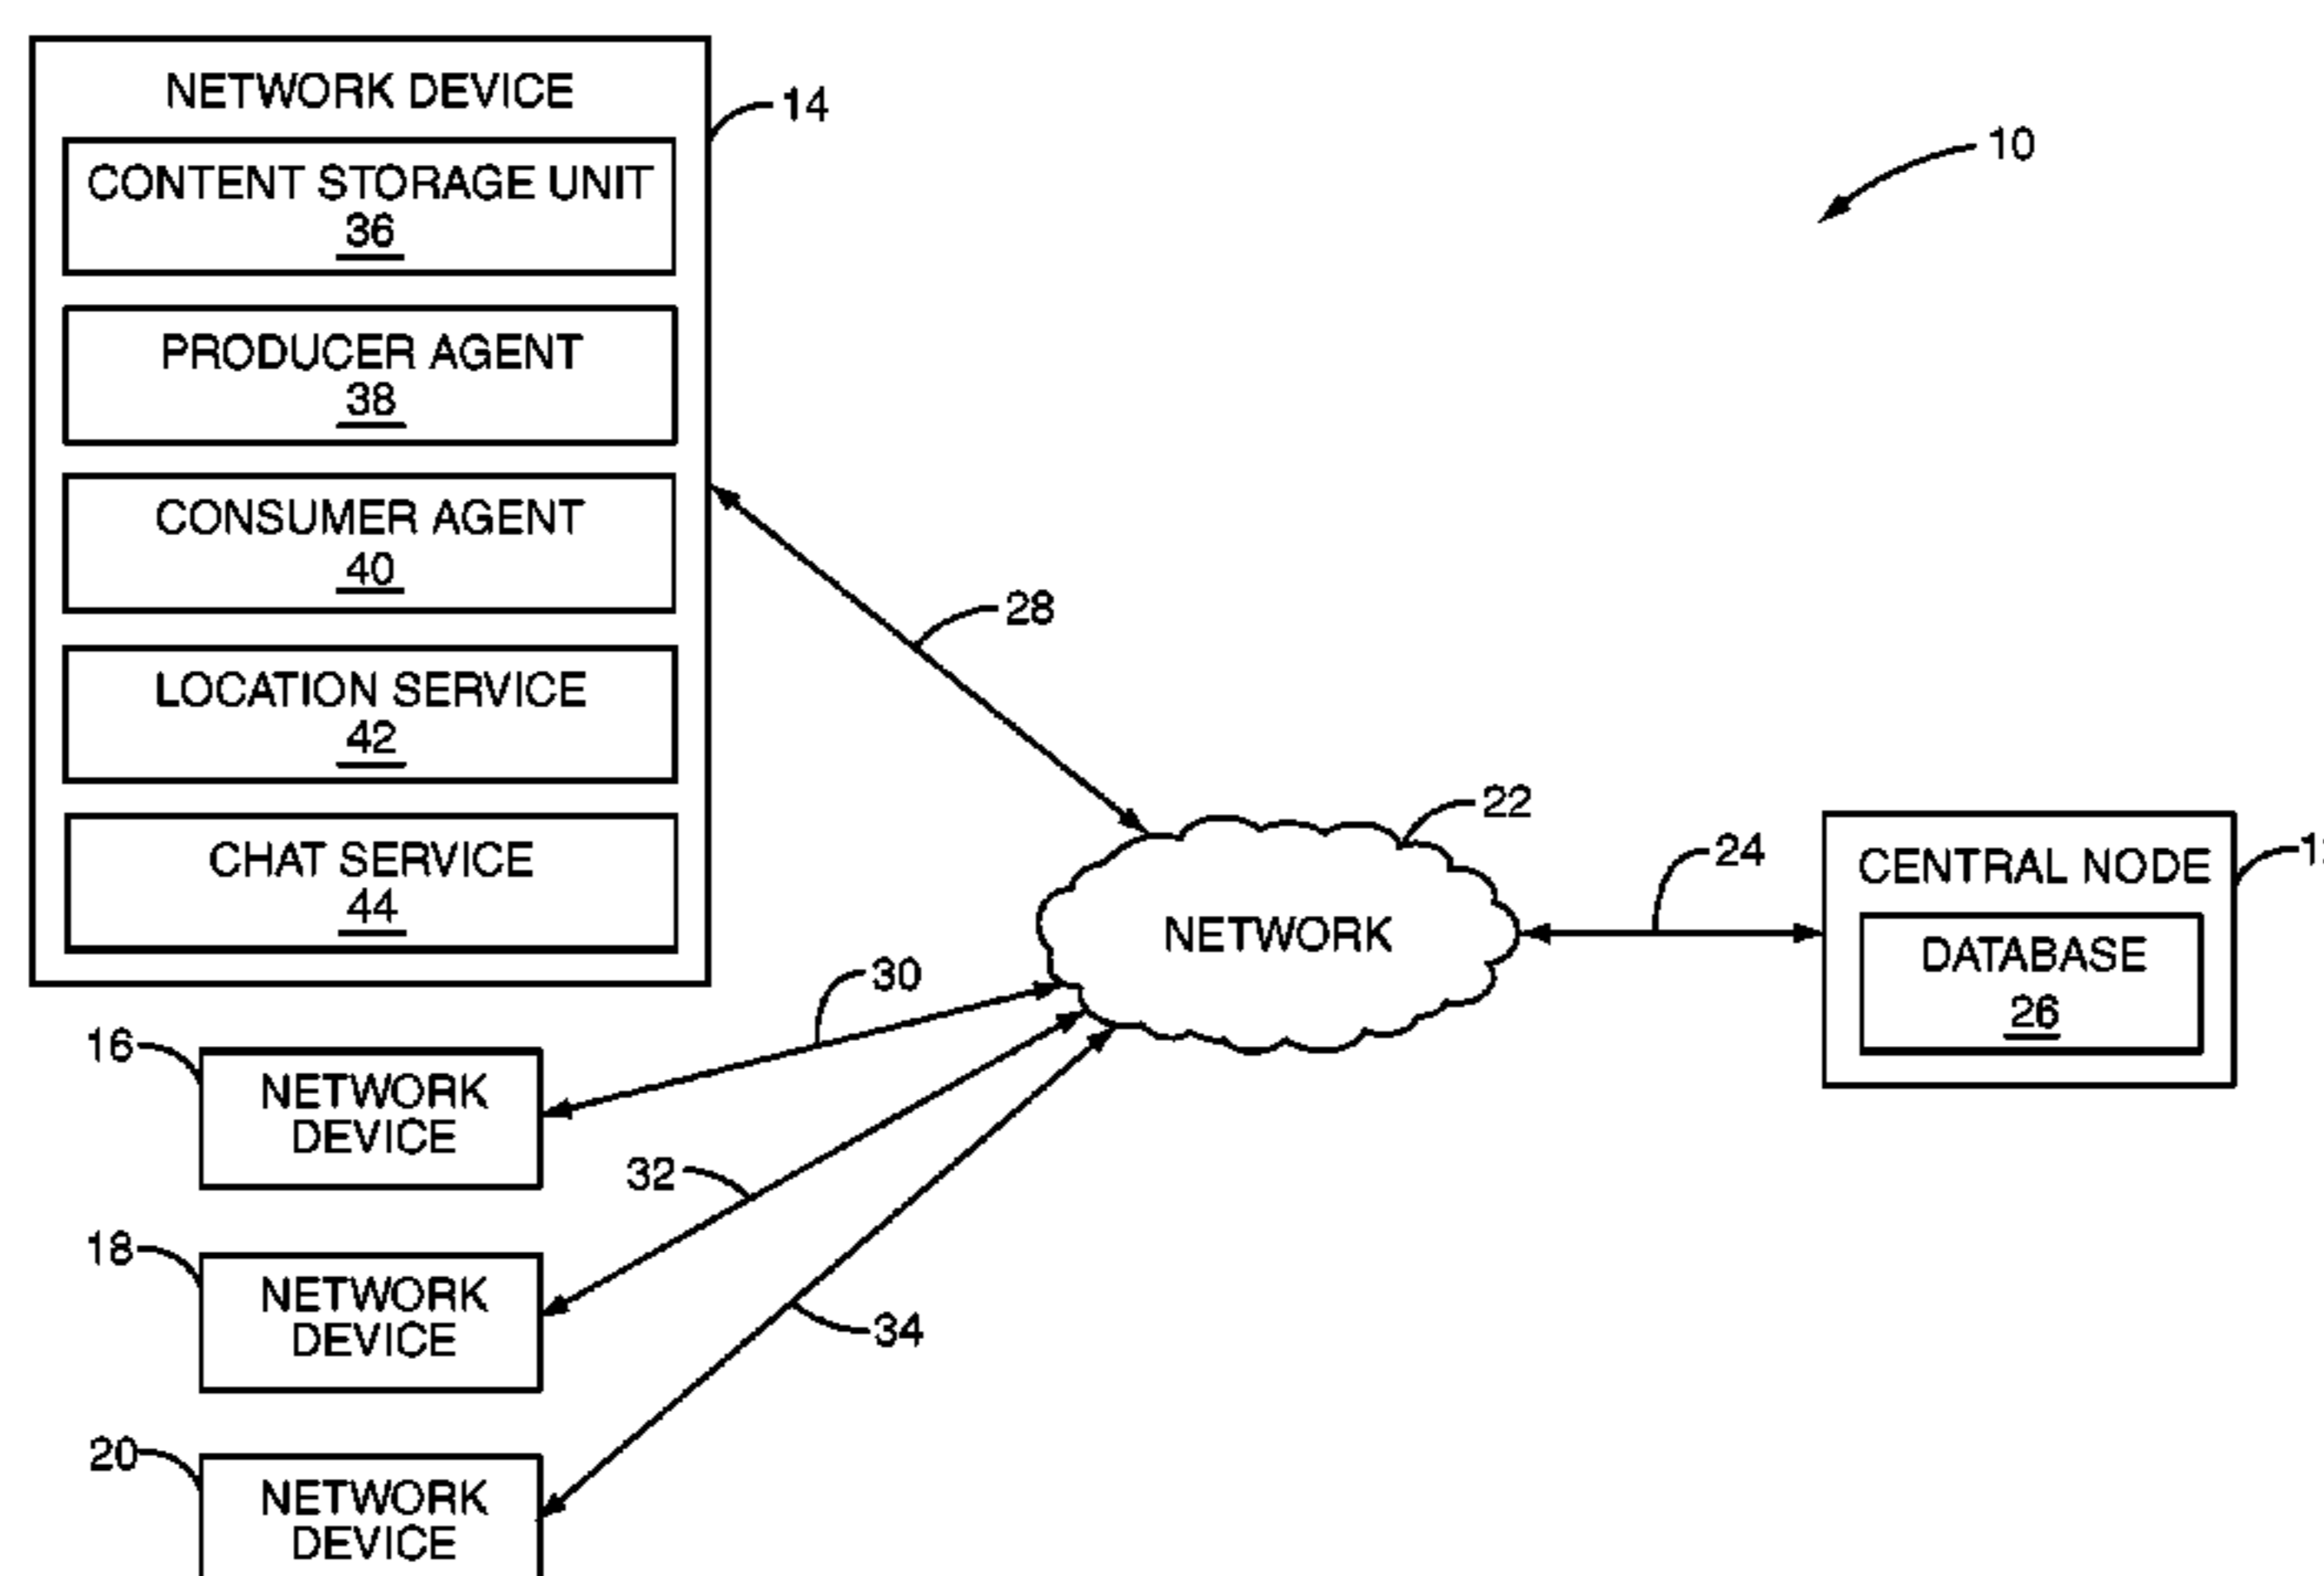 NETWORK DEVICE
14
CONTENT STORAGE UNIT
36
PRODUCER AGENT
38
CONSUMER AGENT
40
LOCATION SERVICE
42
CHAT SERVICE
44
10
28
22
24
NETWORK
CENTRAL NODE
DATABASE
26
30
16
NETWORK
DEVICE
32
18
NETWORK
DEVICE
34
20
NETWORK
DEVICE